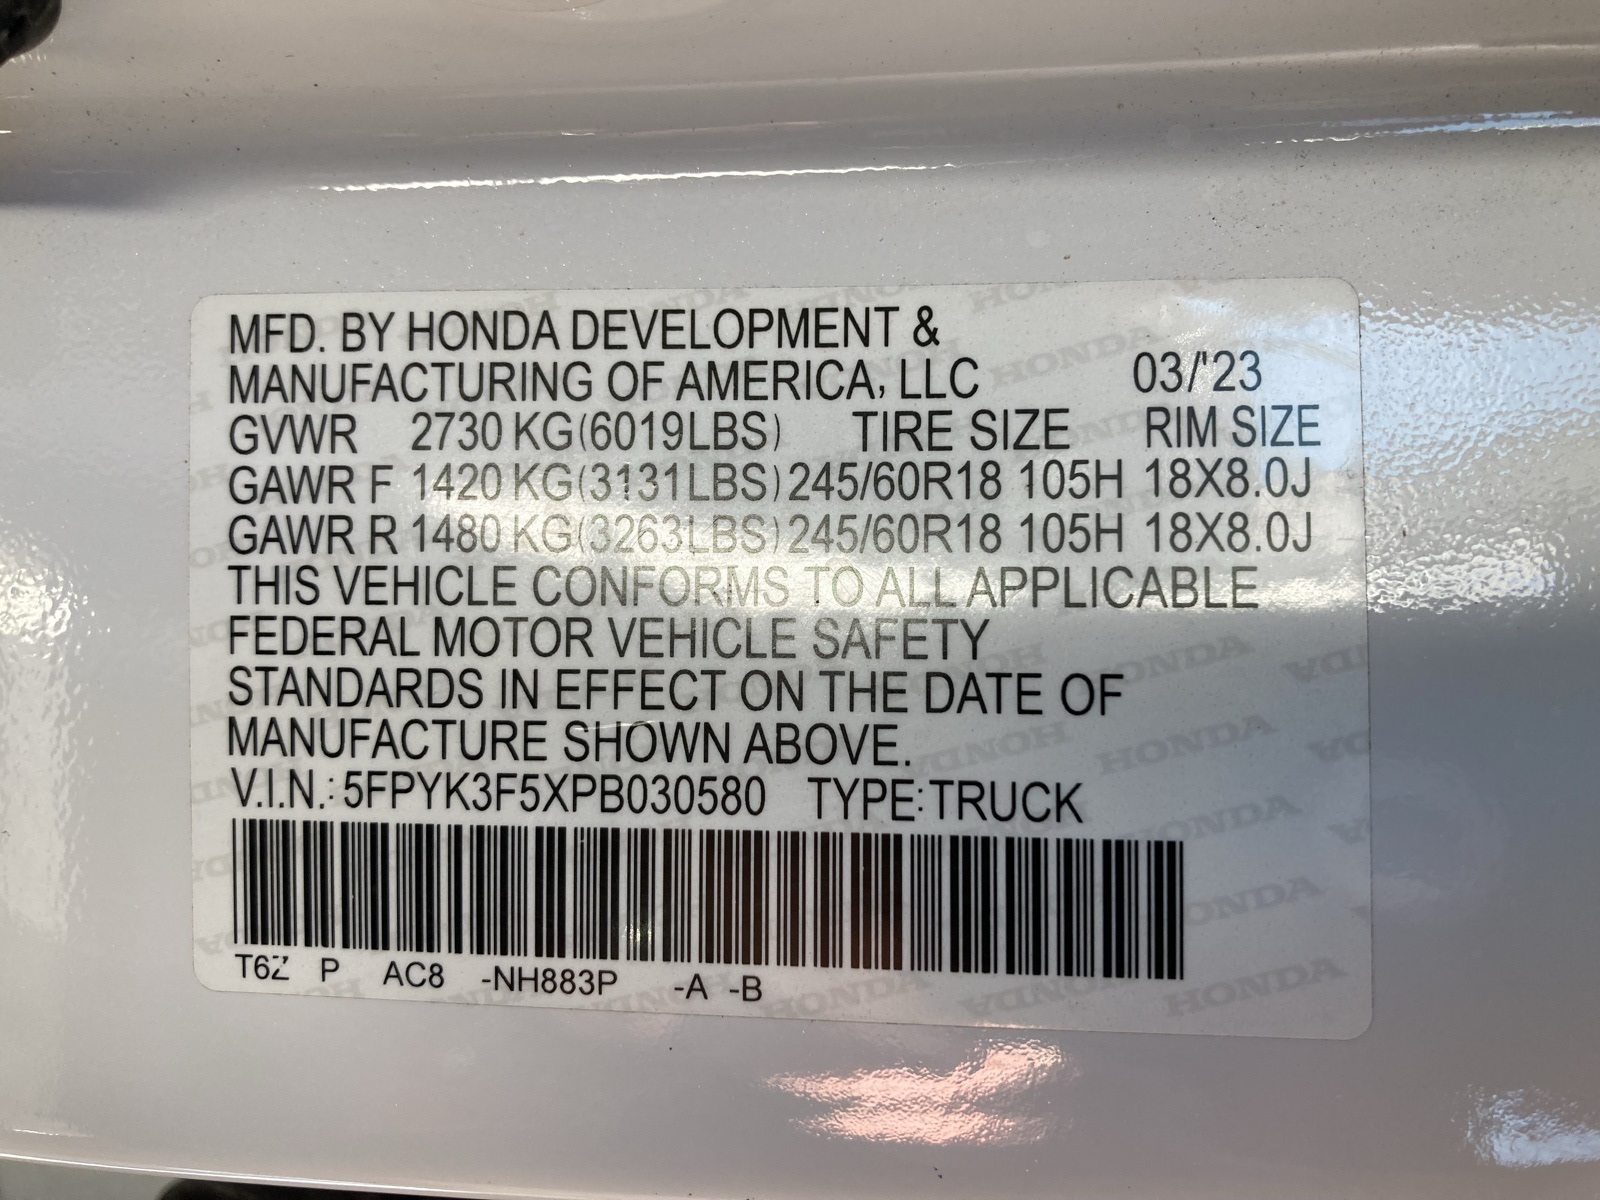 MFD. BY HONDA DEVELOPMENT &
MANUFACTURING OF AMERICA, LLC 03/'23
GVWR 2730 KG(6019LBS) TIRE SIZE RIM SIZE
GAWR F 1420 KG(3131LBS) 245/60R18 105H 18X8.0J
GAWR R 1480 KG(3263LBS) 245/60R18 105H 18X8.0J
THIS VEHICLE CONFORMS TO ALL APPLICABLE
FEDERAL MOTOR VEHICLE SAFETY
STANDARDS IN EFFECT ON THE DATE OF
MANUFACTURE SHOWN ABOVE.
V.I.N.: 5FPYK3F5XPB030580 TYPE: TRUCK
T6Z P AC8 -NH883P -A -B